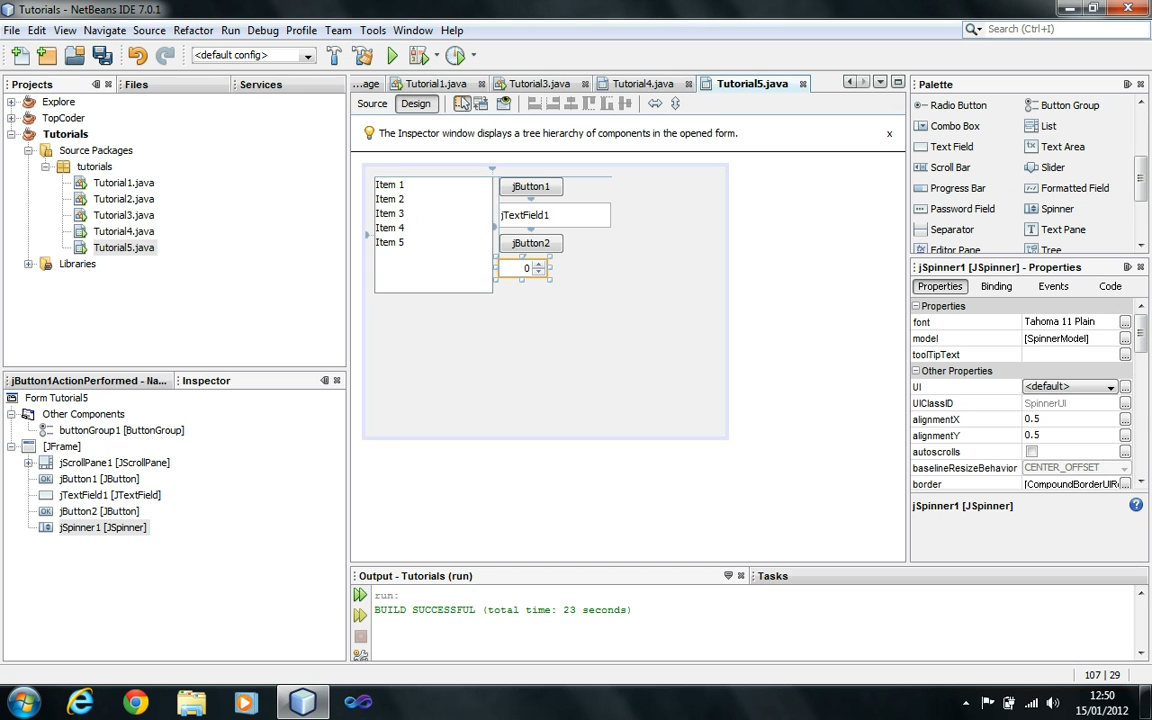 Tutorials - NetBeans IDE 7.0.1
File Edit View Navigate Source Refactor Run Debug Profile Team Tools Window Help
Search (Ctrl+I)
<default config>
Projects
Files
Services
Explore
TopCoder
Tutorials
Source Packages
tutorials
Tutorial1.java
Tutorial2.java
Tutorial3.java
Tutorial4.java
Tutorial5.java
Libraries
jButton1ActionPerformed - Na...
Inspector
Form Tutorial5
Other Components
buttonGroup1 [ButtonGroup]
[JFrame]
jScrollPane1 [JScrollPane]
jButton1 [JButton]
jTextField1 [JTextField]
jButton2 [JButton]
jSpinner1 [JSpinner]
...age
Tutorial1.java
Tutorial3.java
Tutorial4.java
Tutorial5.java
Source
Design
The Inspector window displays a tree hierarchy of components in the opened form.
x
Item 1
Item 2
Item 3
Item 4
Item 5
jButton1
jTextField1
jButton2
0
Output - Tutorials (run)
Tasks
run:
BUILD SUCCESSFUL (total time: 23 seconds)
Palette
Radio Button
Button Group
Combo Box
List
Text Field
Text Area
Scroll Bar
Slider
Progress Bar
Formatted Field
Password Field
Spinner
Separator
Text Pane
Editor Pane
Tree
jSpinner1 [JSpinner] - Properties
Properties
Binding
Events
Code
Properties
font Tahoma 11 Plain ...
model [SpinnerModel] ...
toolTipText ...
Other Properties
UI <default> ...
UIClassID SpinnerUI ...
alignmentX 0.5 ...
alignmentY 0.5 ...
autoscrolls ...
baselineResizeBehavior CENTER_OFFSET
border [CompoundBorderUIRe ...
jSpinner1 [JSpinner]
107 | 29
12:50
15/01/2012